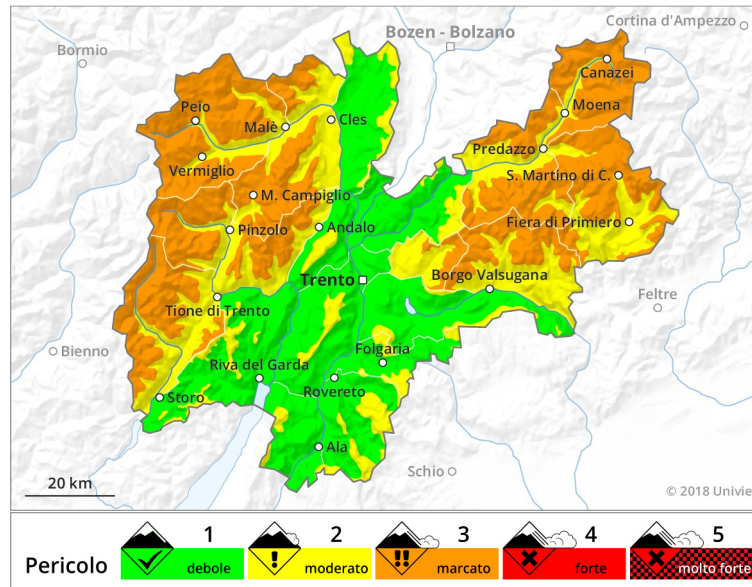 Cortina d'Ampezzo
Bozen - Bolzano
Bormio
Canazei
Peio
Moena
Malè
Cles
Predazzo
Vermiglio
S. Martino di C.
M. Campiglio
Fiera di Primiero
Pinzolo
Andalo
Trento
Borgo Valsugana
Feltre
Tione di Trento
Bienno
Folgaria
Riva del Garda
Rovereto
Storo
Ala
Schio
20 km
© 2018 Univie
1
2
3
4
5
Pericolo
debole
moderato
marcato
forte
molto forte